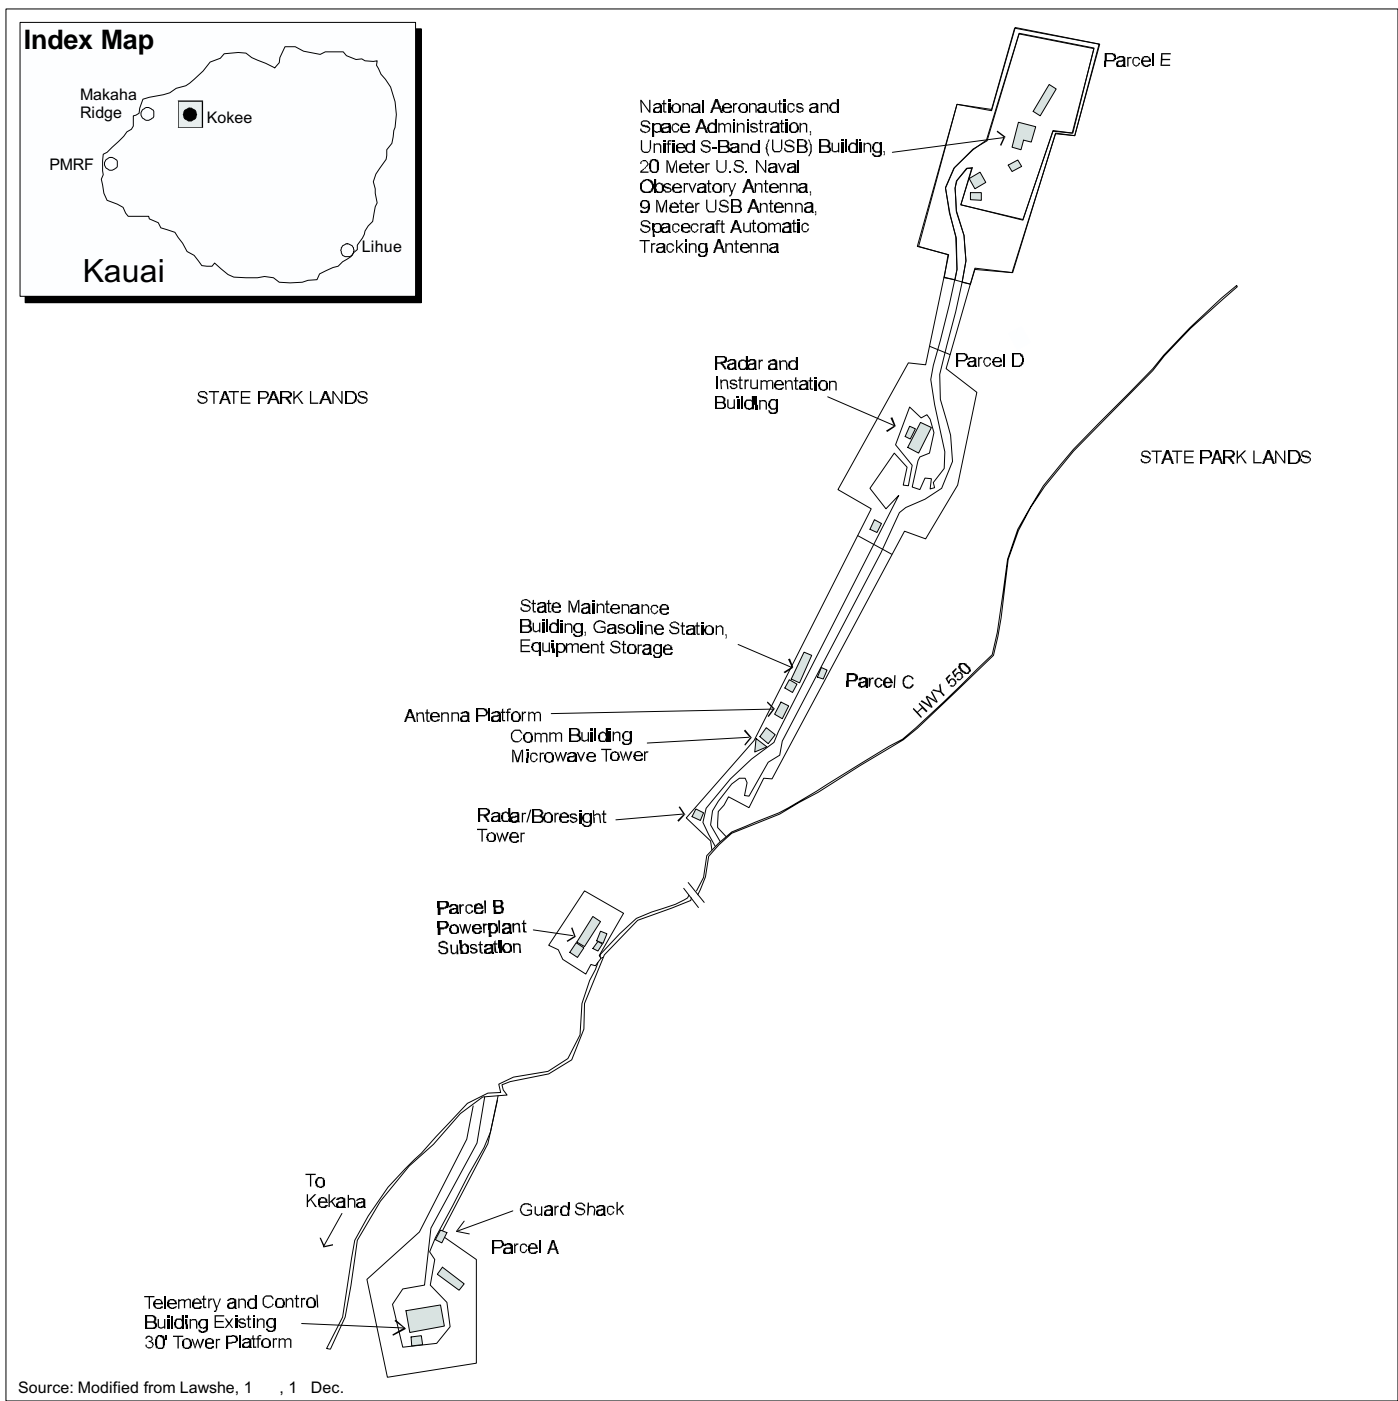 Index Map
Makaha
Ridge
Kokee
PMRF
Lihue
Kauai
Parcel E
National Aeronautics and
Space Administration,
Unified S-Band (USB) Building,
20 Meter U.S. Naval
Observatory Antenna,
9 Meter USB Antenna,
Spacecraft Automatic
Tracking Antenna
Parcel D
Radar and
Instrumentation
Building
STATE PARK LANDS
STATE PARK LANDS
State Maintenance
Building, Gasoline Station,
Equipment Storage
Parcel C
HWY 550
Antenna Platform
Comm Building
Microwave Tower
Radar/Boresight
Tower
Parcel B
Powerplant
Substation
To
Kekaha
Guard Shack
Parcel A
Telemetry and Control
Building Existing
30' Tower Platform
Source: Modified from Lawshe, 1 , 1 Dec.